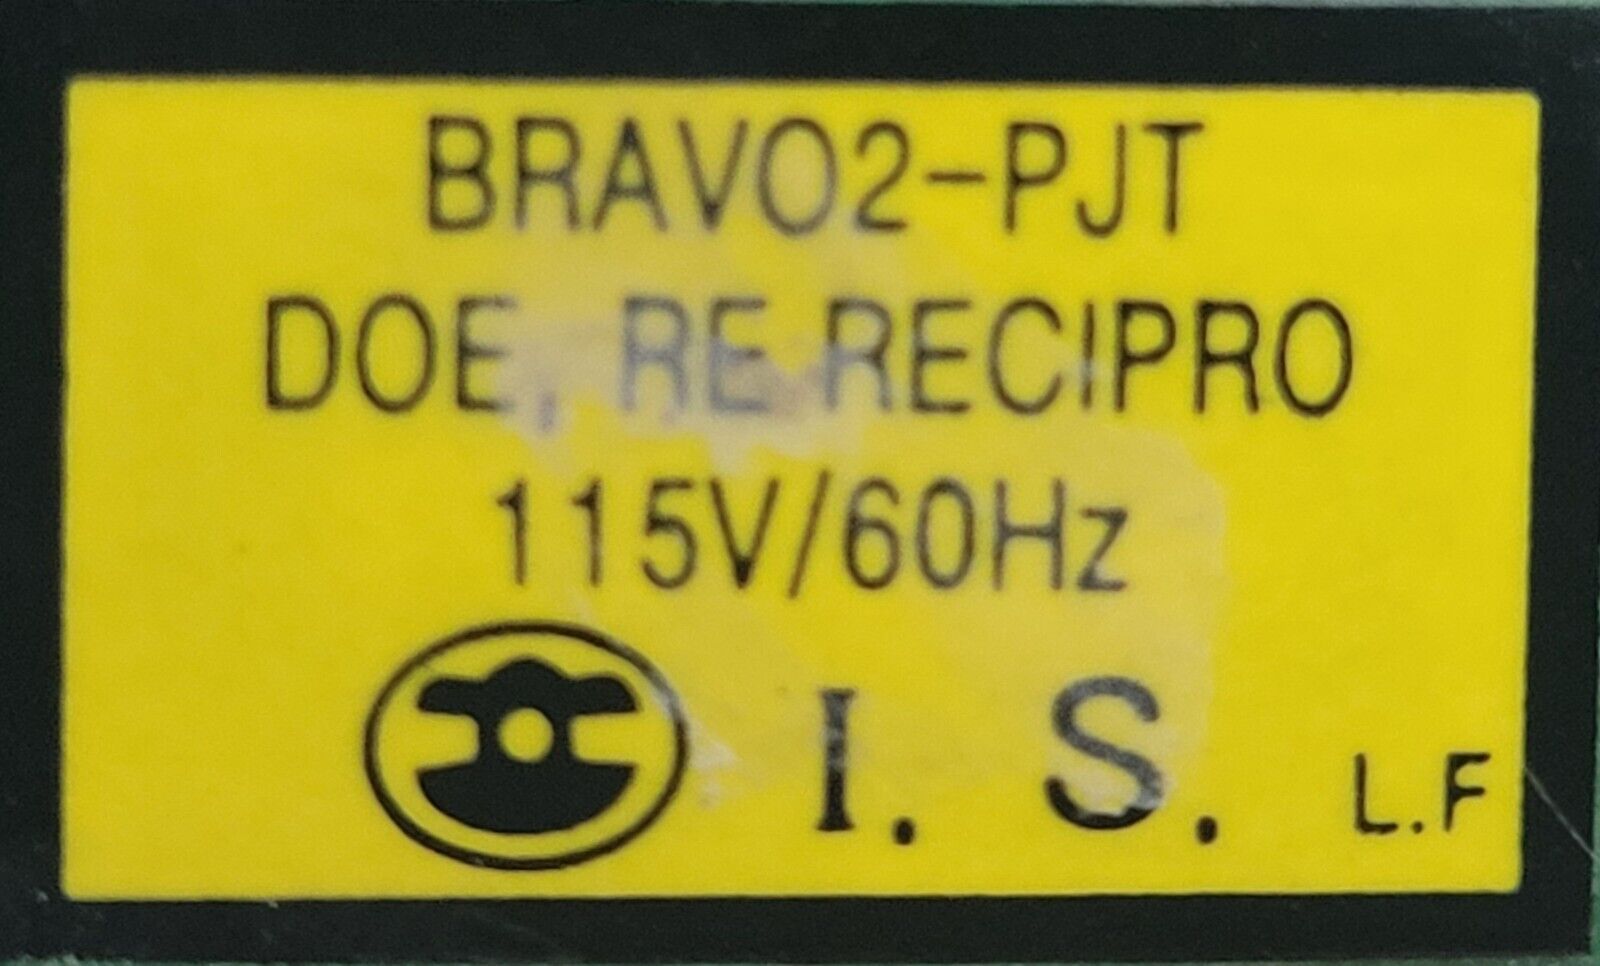 BRAVO2-PJT
DOE, RE-RECIPRO
115V/60Hz
I. S. L.F